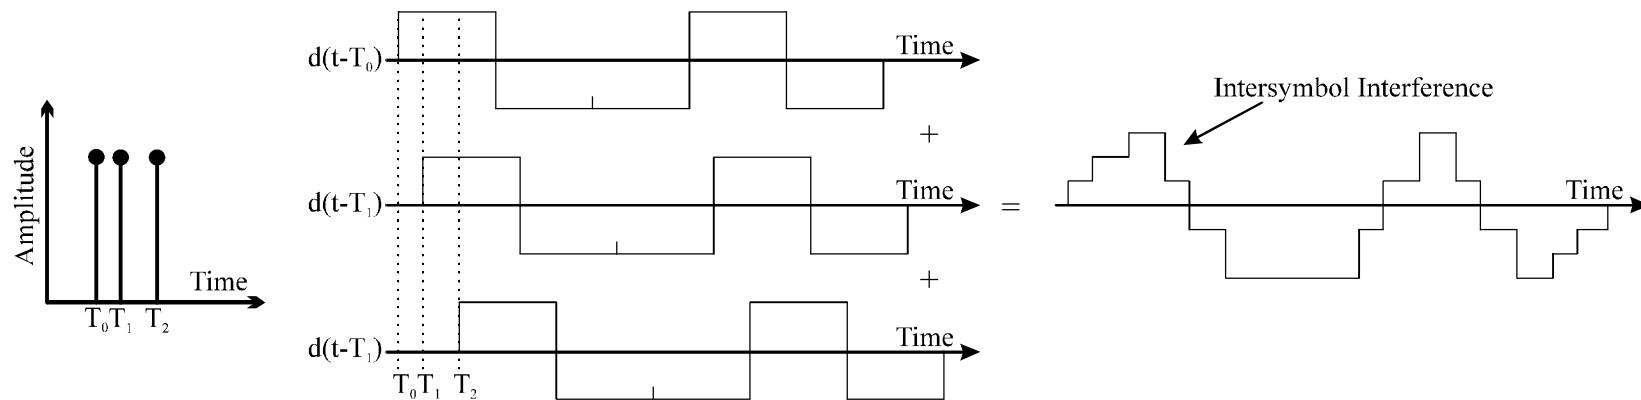 Amplitude
Time
T0 T1 T2
d(t-T0)
Time
+
d(t-T1)
Time
+
d(t-T1)
Time
T0 T1 T2
=
Intersymbol Interference
Time